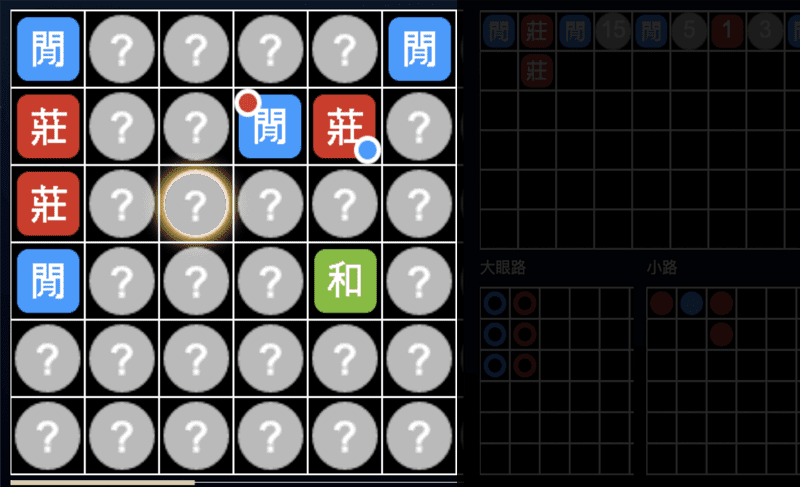 閒 ? ? ? ? 閒
莊 ? ? 閒 莊 ?
莊 ? ? ? ? ?
閒 ? ? ? 和 ?
? ? ? ? ? ?
? ? ? ? ? ?
閒 莊 閒 15 閒 5 1 3
莊
大眼路 小路